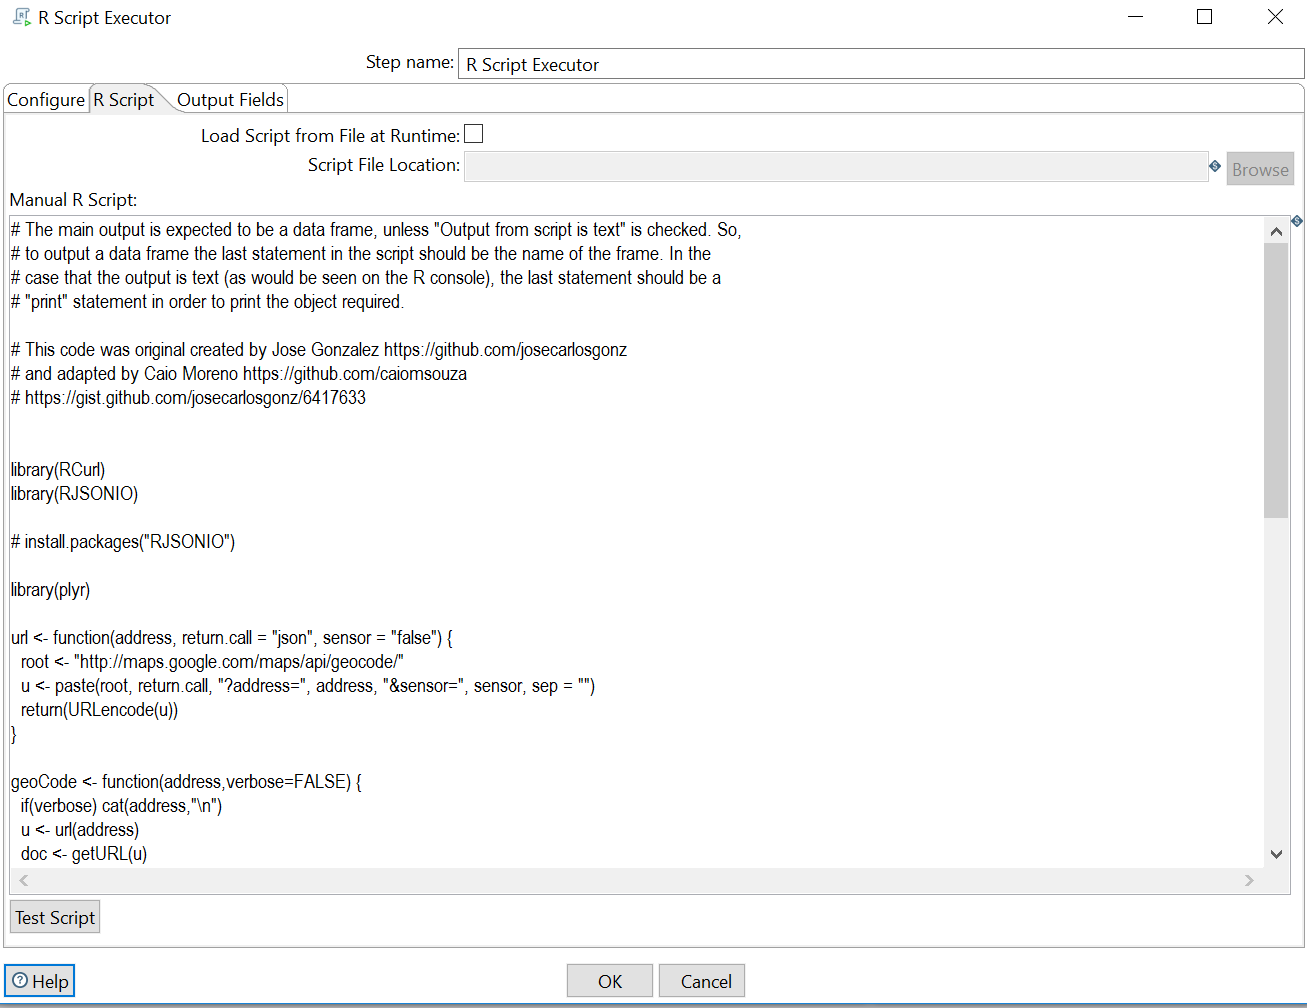 R Script Executor
Step name: R Script Executor
Configure R Script Output Fields
Load Script from File at Runtime:
Script File Location: Browse
Manual R Script:
# The main output is expected to be a data frame, unless "Output from script is text" is checked. So,
# to output a data frame the last statement in the script should be the name of the frame. In the
# case that the output is text (as would be seen on the R console), the last statement should be a
# "print" statement in order to print the object required.
# This code was original created by Jose Gonzalez https://github.com/josecarlosgonz
# and adapted by Caio Moreno https://github.com/caiomsouza
# https://gist.github.com/josecarlosgonz/6417633
library(RCurl)
library(RJSONIO)
# install.packages("RJSONIO")
library(plyr)
url <- function(address, return.call = "json", sensor = "false") {
root <- "http://maps.google.com/maps/api/geocode/"
u <- paste(root, return.call, "?address=", address, "&sensor=", sensor, sep = "")
return(URLencode(u))
}
geoCode <- function(address,verbose=FALSE) {
if(verbose) cat(address,"\n")
u <- url(address)
doc <- getURL(u)
Test Script
Help OK Cancel